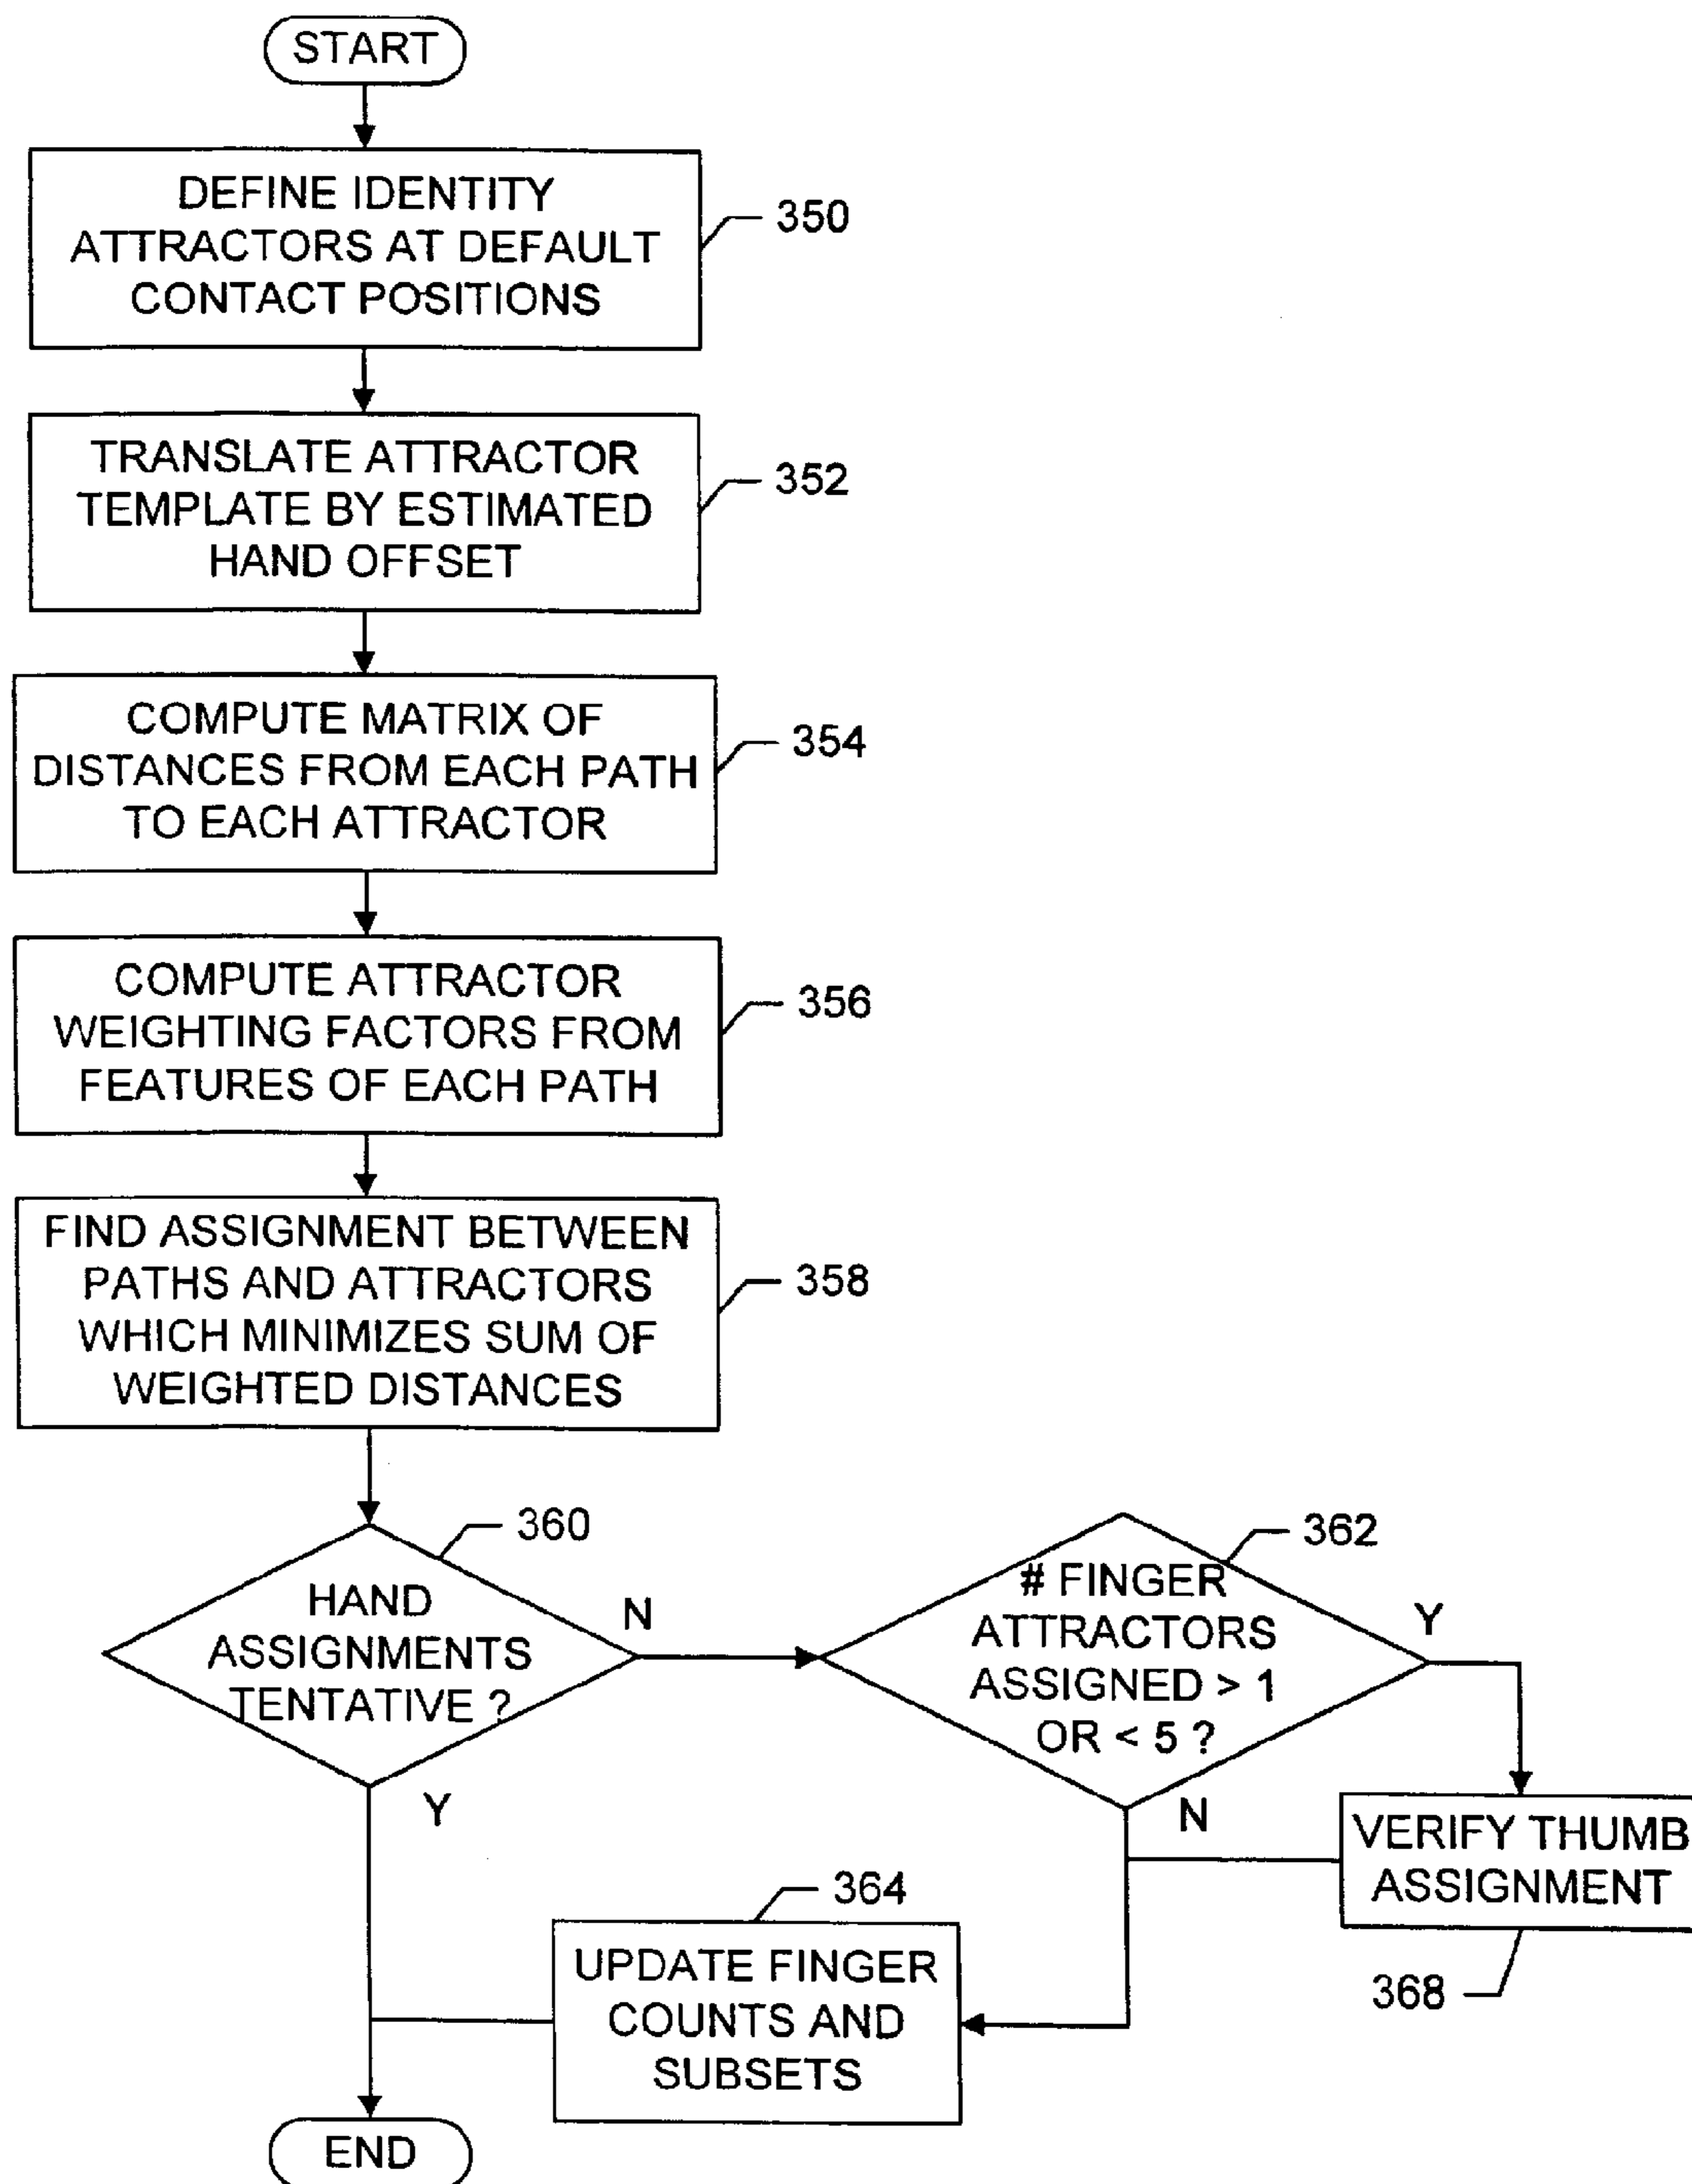 START
DEFINE IDENTITY
ATTRACTORS AT DEFAULT
CONTACT POSITIONS
350
TRANSLATE ATTRACTOR
TEMPLATE BY ESTIMATED
HAND OFFSET
352
COMPUTE MATRIX OF
DISTANCES FROM EACH PATH
TO EACH ATTRACTOR
354
COMPUTE ATTRACTOR
WEIGHTING FACTORS FROM
FEATURES OF EACH PATH
356
FIND ASSIGNMENT BETWEEN
PATHS AND ATTRACTORS
WHICH MINIMIZES SUM OF
WEIGHTED DISTANCES
358
360
HAND
ASSIGNMENTS
TENTATIVE ?
N
Y
362
# FINGER
ATTRACTORS
ASSIGNED > 1
OR < 5 ?
Y
N
VERIFY THUMB
ASSIGNMENT
368
364
UPDATE FINGER
COUNTS AND
SUBSETS
END